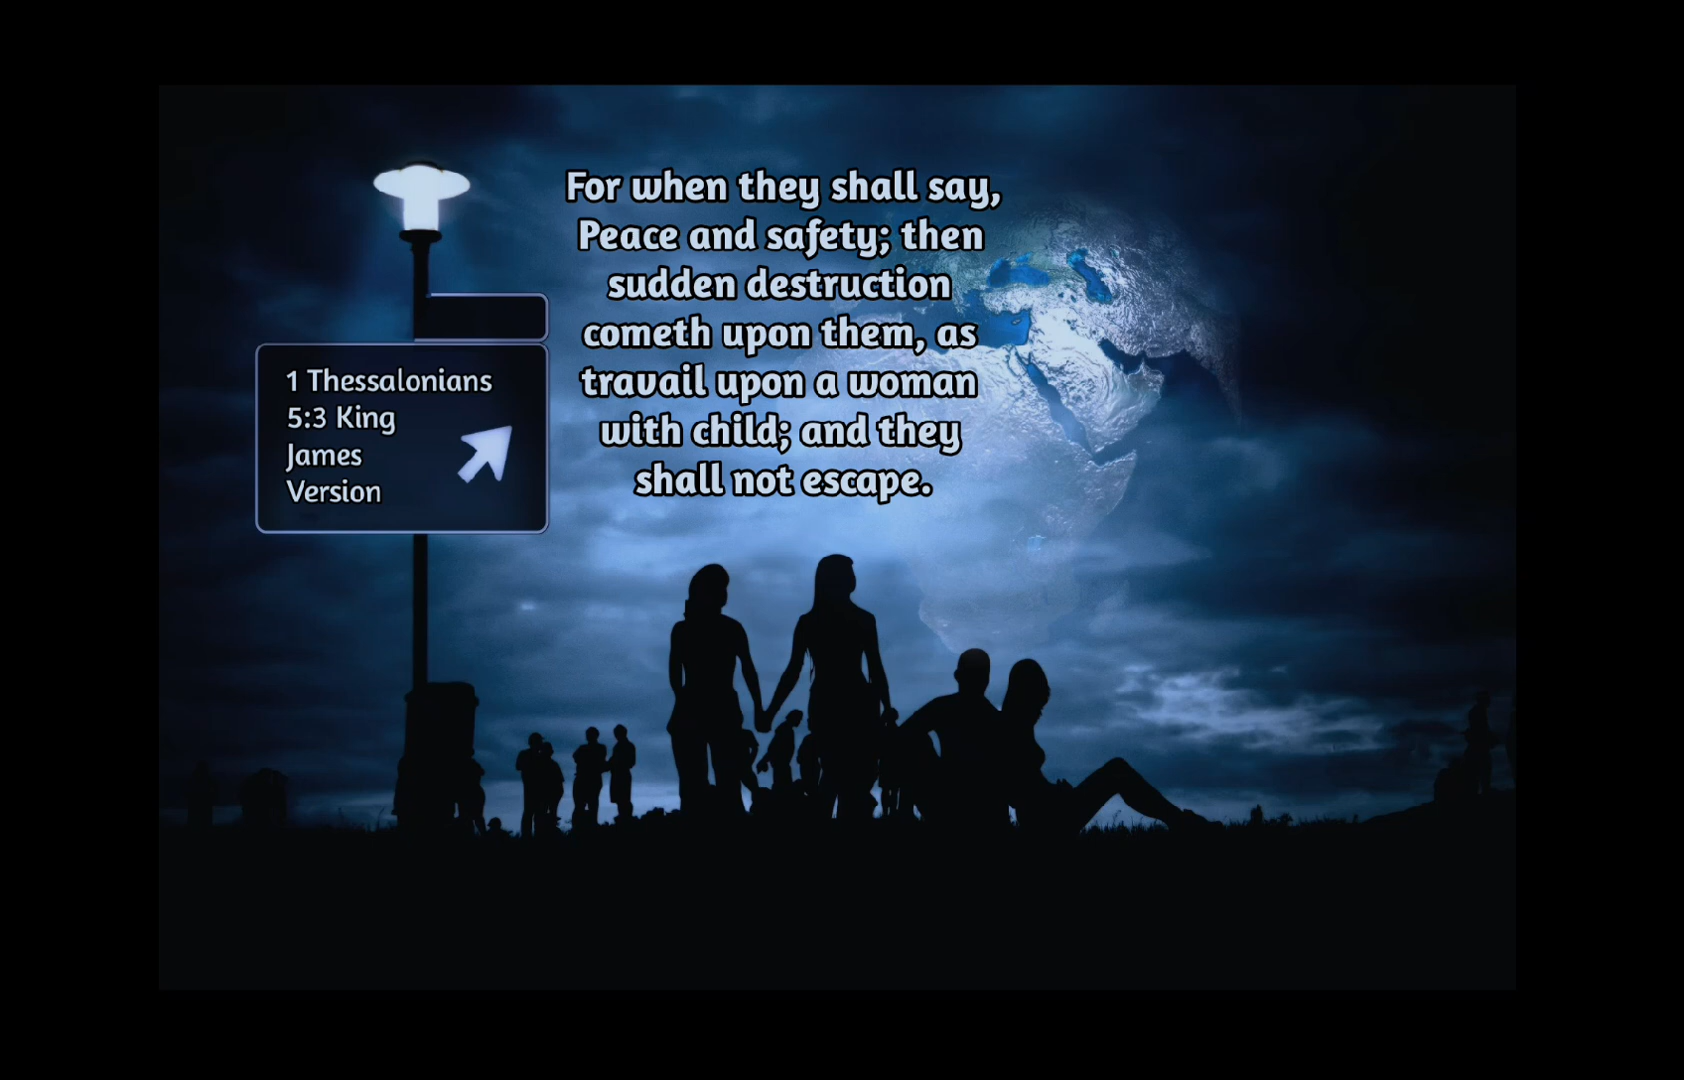 For when they shall say,
Peace and safety; then
sudden destruction
cometh upon them, as
travail upon a woman
with child; and they
shall not escape.
1 Thessalonians
5:3 King
James
Version